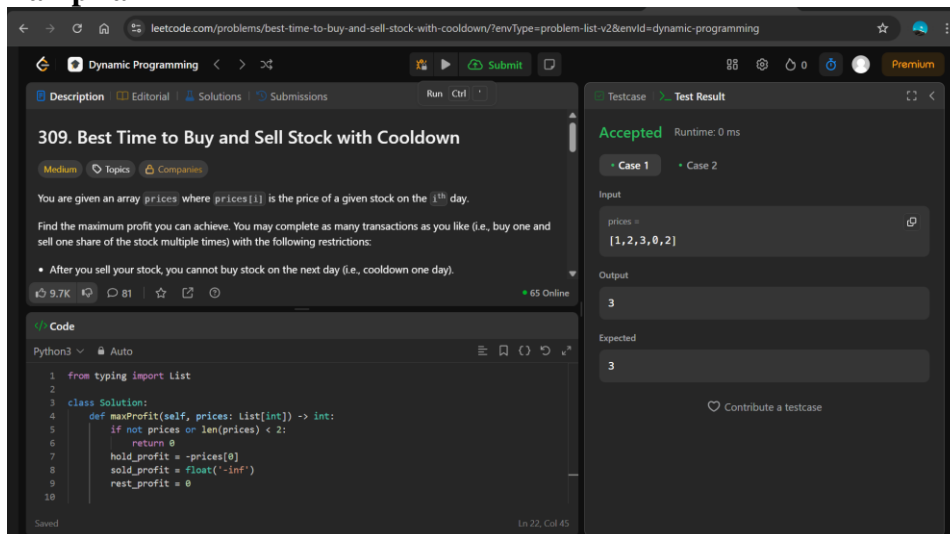 leetcode.com/problems/best-time-to-buy-and-sell-stock-with-cooldown/?envType=problem-list-v2&envId=dynamic-programming
Dynamic Programming
Submit
0
Premium
Description
Editorial
Solutions
Submissions
Run Ctrl '
309. Best Time to Buy and Sell Stock with Cooldown
Medium
Topics
Companies
You are given an array prices where prices[i] is the price of a given stock on the ith day.
Find the maximum profit you can achieve. You may complete as many transactions as you like (i.e., buy one and
sell one share of the stock multiple times) with the following restrictions:
• After you sell your stock, you cannot buy stock on the next day (i.e., cooldown one day).
9.7K
81
65 Online
</> Code
Python3
Auto
1 from typing import List
2
3 class Solution:
4 def maxProfit(self, prices: List[int]) -> int:
5 if not prices or len(prices) < 2:
6 return 0
7 hold_profit = -prices[0]
8 sold_profit = float('-inf')
9 rest_profit = 0
10
Saved
Ln 22, Col 45
Testcase
>_ Test Result
Accepted Runtime: 0 ms
• Case 1
• Case 2
Input
prices =
[1,2,3,0,2]
Output
3
Expected
3
Contribute a testcase